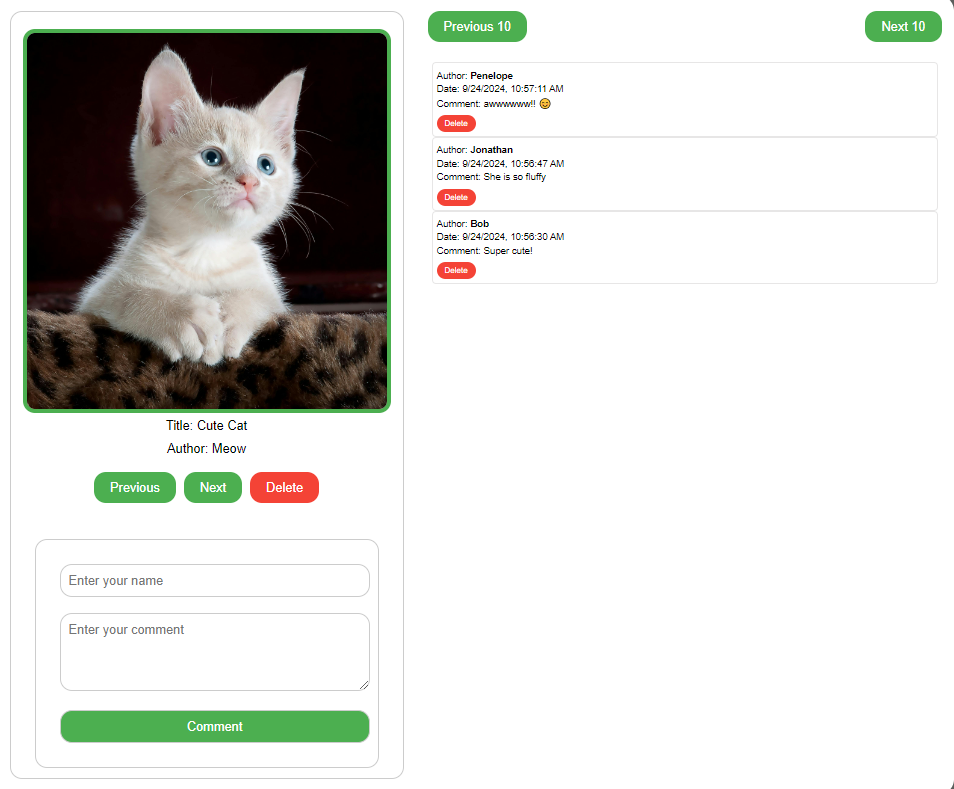 Title: Cute Cat
Author: Meow
Previous Next Delete
Enter your name
Enter your comment
Comment
Previous 10 Next 10
Author: Penelope
Date: 9/24/2024, 10:57:11 AM
Comment: awwwwww!! 😊
Delete
Author: Jonathan
Date: 9/24/2024, 10:56:47 AM
Comment: She is so fluffy
Delete
Author: Bob
Date: 9/24/2024, 10:56:30 AM
Comment: Super cute!
Delete